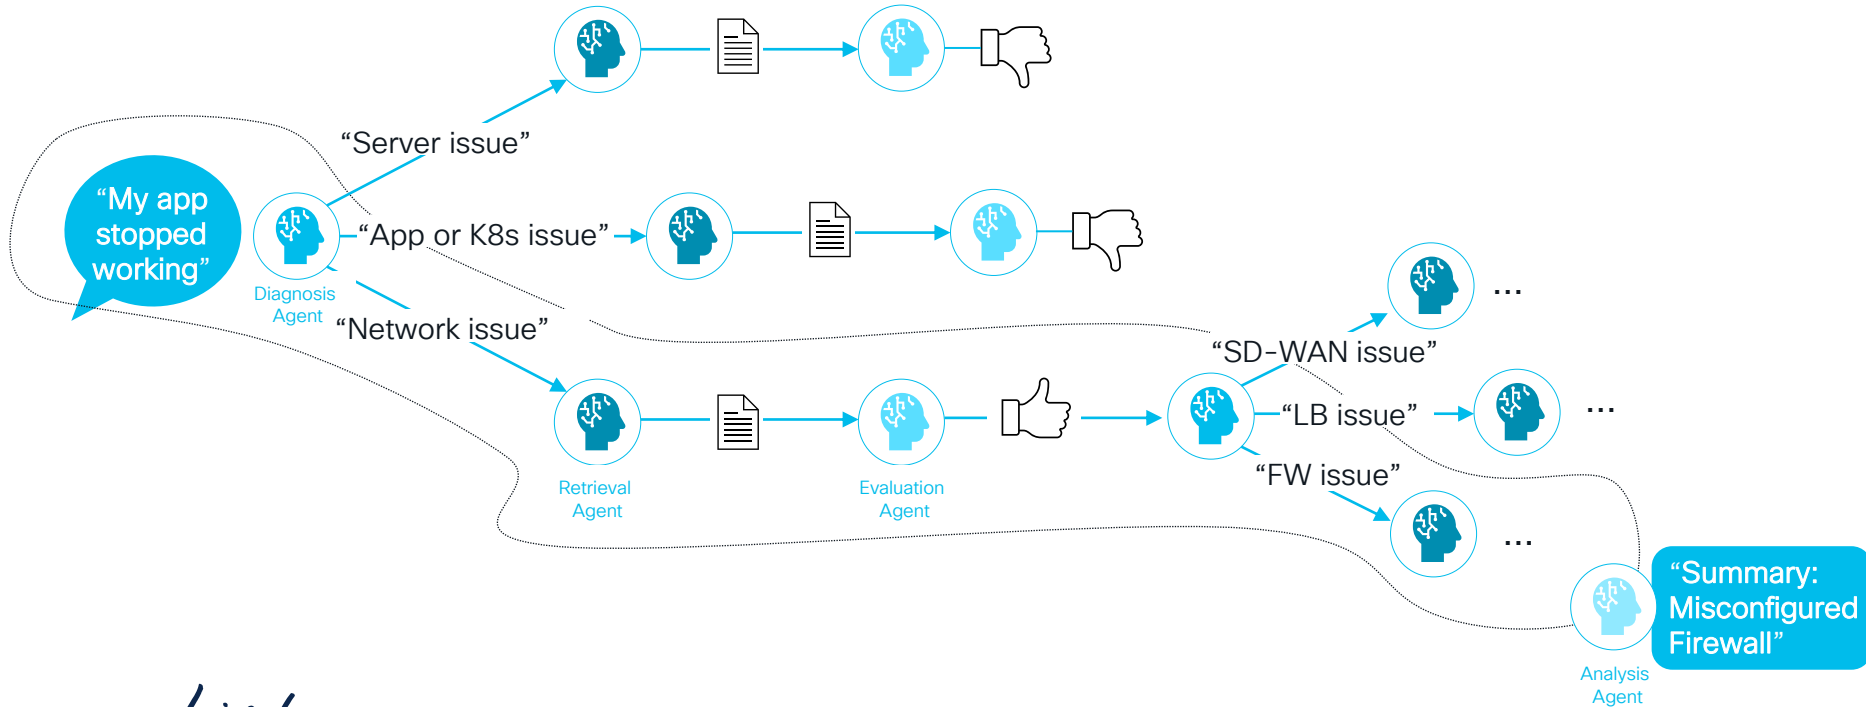 “Server issue”
“My app
stopped
working”
“App or K8s issue”
Diagnosis
Agent
“Network issue”
...
“SD-WAN issue”
“LB issue”
...
“FW issue”
Retrieval
Agent
Evaluation
Agent
...
“Summary:
Misconfigured
Firewall”
Analysis
Agent